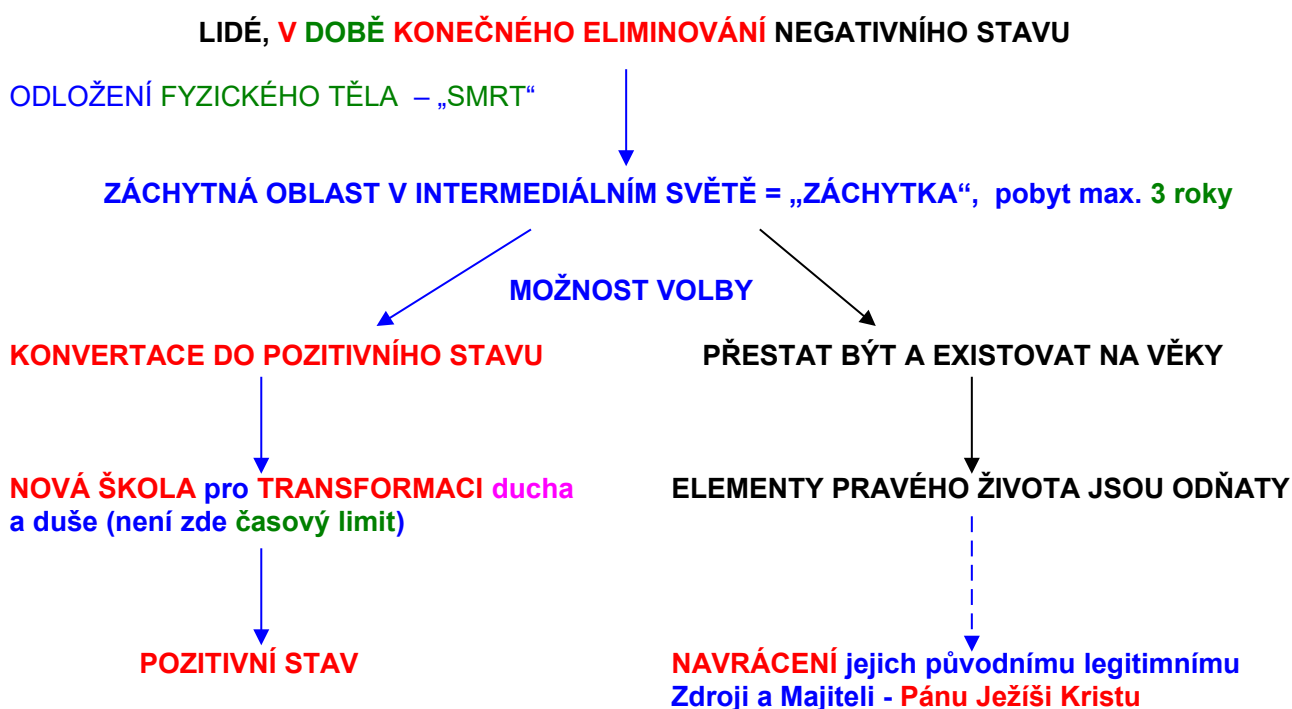 LIDÉ, V DOBĚ KONEČNÉHO ELIMINOVÁNÍ NEGATIVNÍHO STAVU
ODLOŽENÍ FYZICKÉHO TĚLA – „SMRT“
ZÁCHYTNÁ OBLAST V INTERMEDIÁLNÍM SVĚTĚ = „ZÁCHYTKA“, pobyt max. 3 roky
MOŽNOST VOLBY
KONVERTACE DO POZITIVNÍHO STAVU
PŘESTAT BÝT A EXISTOVAT NA VĚKY
NOVÁ ŠKOLA pro TRANSFORMACI ducha
a duše (není zde časový limit)
ELEMENTY PRAVÉHO ŽIVOTA JSOU ODŇATY
POZITIVNÍ STAV
NAVRÁCENÍ jejich původnímu legitimnímu
Zdroji a Majiteli - Pánu Ježíši Kristu